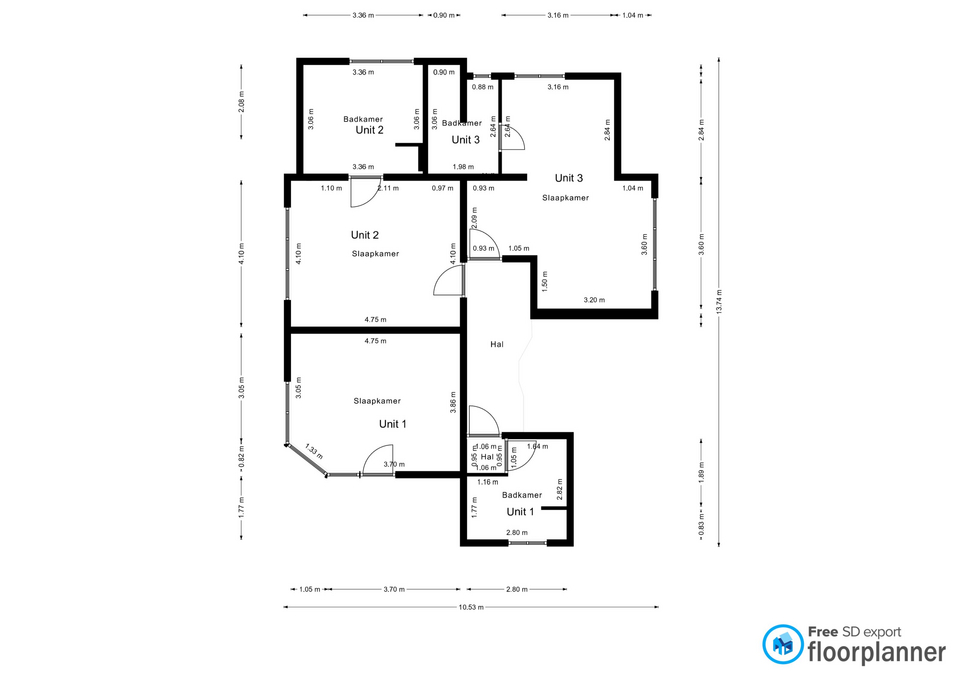 3.36 m
0.90 m
3.16 m
1.04 m
3.36 m
0.90 m
0.88 m
3.16 m
2.08 m
3.06 m
Badkamer
Unit 2
3.06 m
3.06 m
Badkamer
Unit 3
2.64 m
2.64 m
2.84 m
2.84 m
3.36 m
1.98 m
Unit 3
Slaapkamer
1.10 m
2.11 m
0.97 m
0.93 m
1.04 m
2.09 m
Unit 2
Slaapkamer
4.10 m
4.10 m
4.10 m
0.93 m
1.05 m
3.60 m
3.60 m
1.50 m
3.20 m
13.74 m
4.75 m
4.75 m
Hal
3.05 m
3.05 m
Slaapkamer
3.86 m
Unit 1
1.33 m
3.70 m
0.82 m
1.06 m
1.64 m
0.95 m
Hal
0.95 m
1.05 m
1.06 m
1.16 m
1.89 m
Badkamer
2.82 m
1.77 m
1.77 m
Unit 1
0.83 m
2.80 m
1.05 m
3.70 m
2.80 m
10.53 m
Free SD export
floorplanner